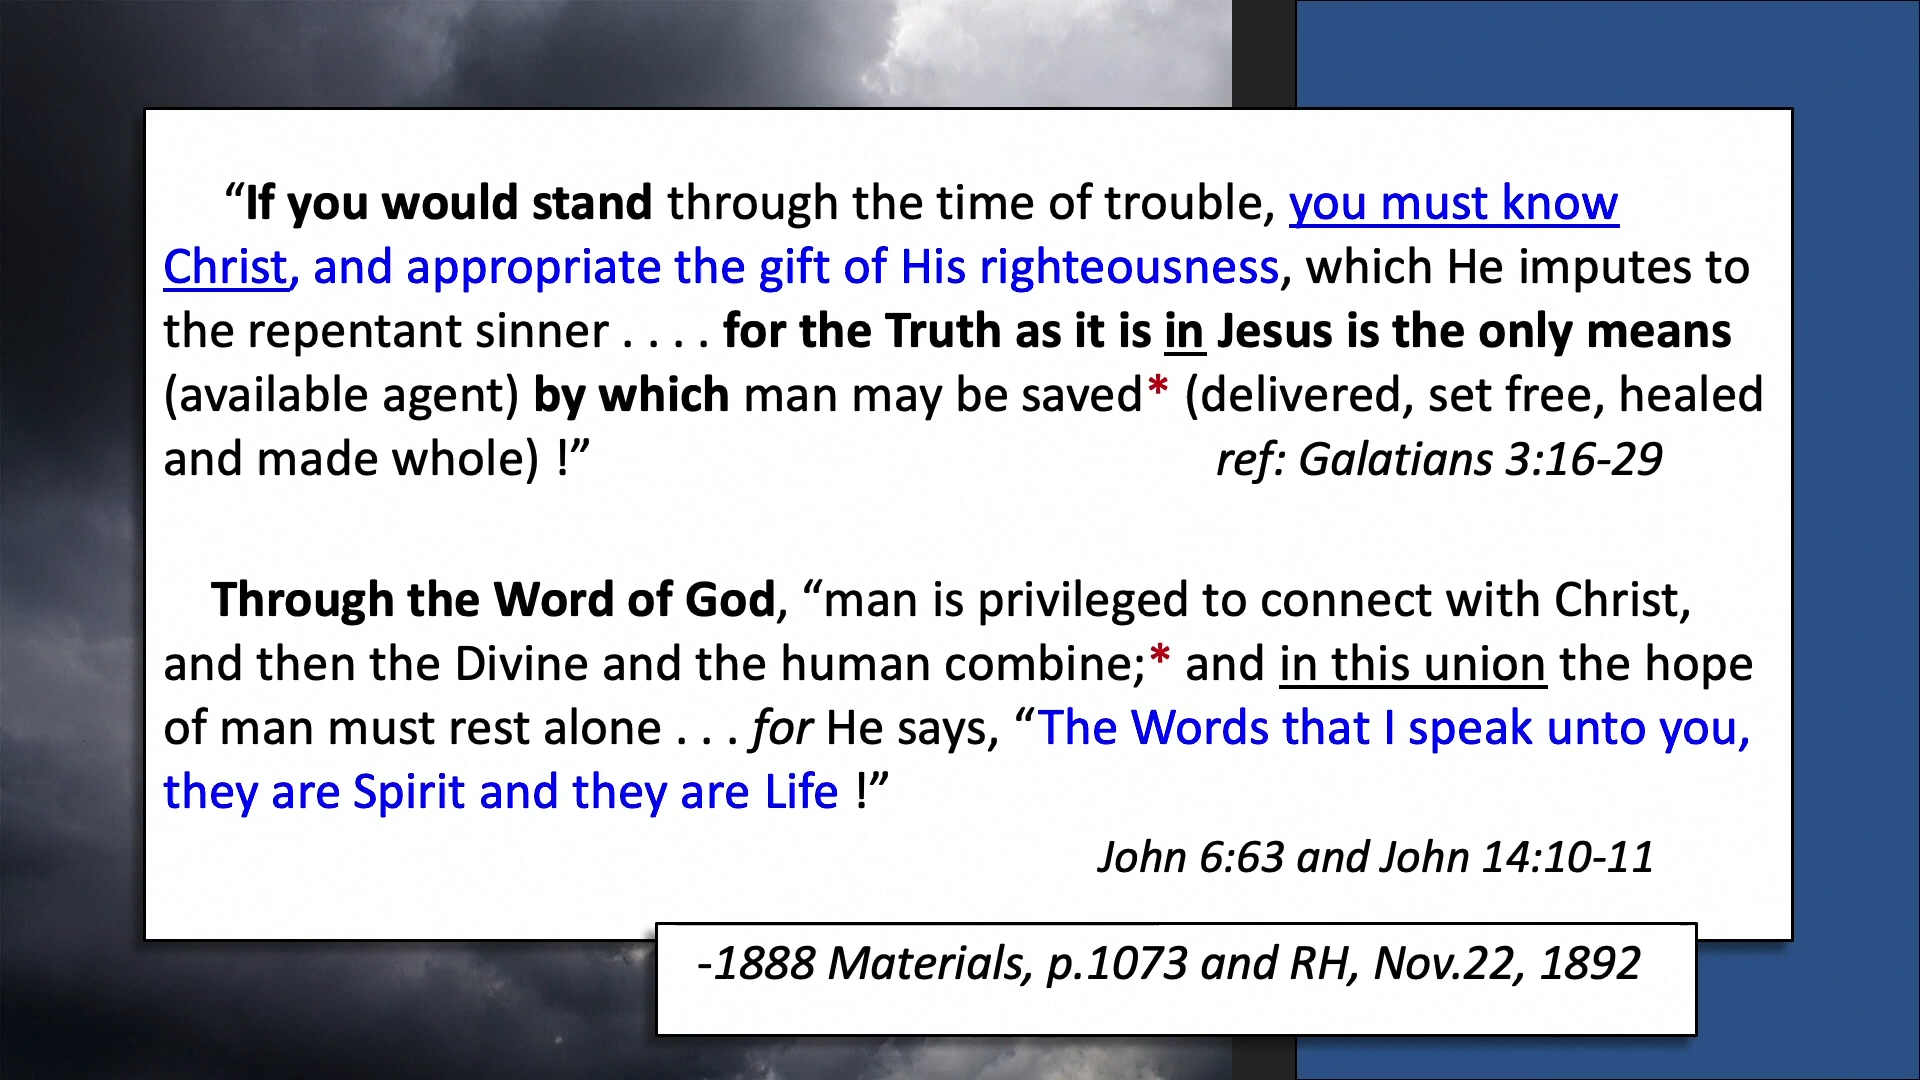 “If you would stand through the time of trouble, you must know
Christ, and appropriate the gift of His righteousness, which He imputes to
the repentant sinner . . . . for the Truth as it is in Jesus is the only means
(available agent) by which man may be saved* (delivered, set free, healed
and made whole) !” ref: Galatians 3:16-29
Through the Word of God, “man is privileged to connect with Christ,
and then the Divine and the human combine;* and in this union the hope
of man must rest alone . . . for He says, “The Words that I speak unto you,
they are Spirit and they are Life !”
John 6:63 and John 14:10-11
-1888 Materials, p.1073 and RH, Nov.22, 1892